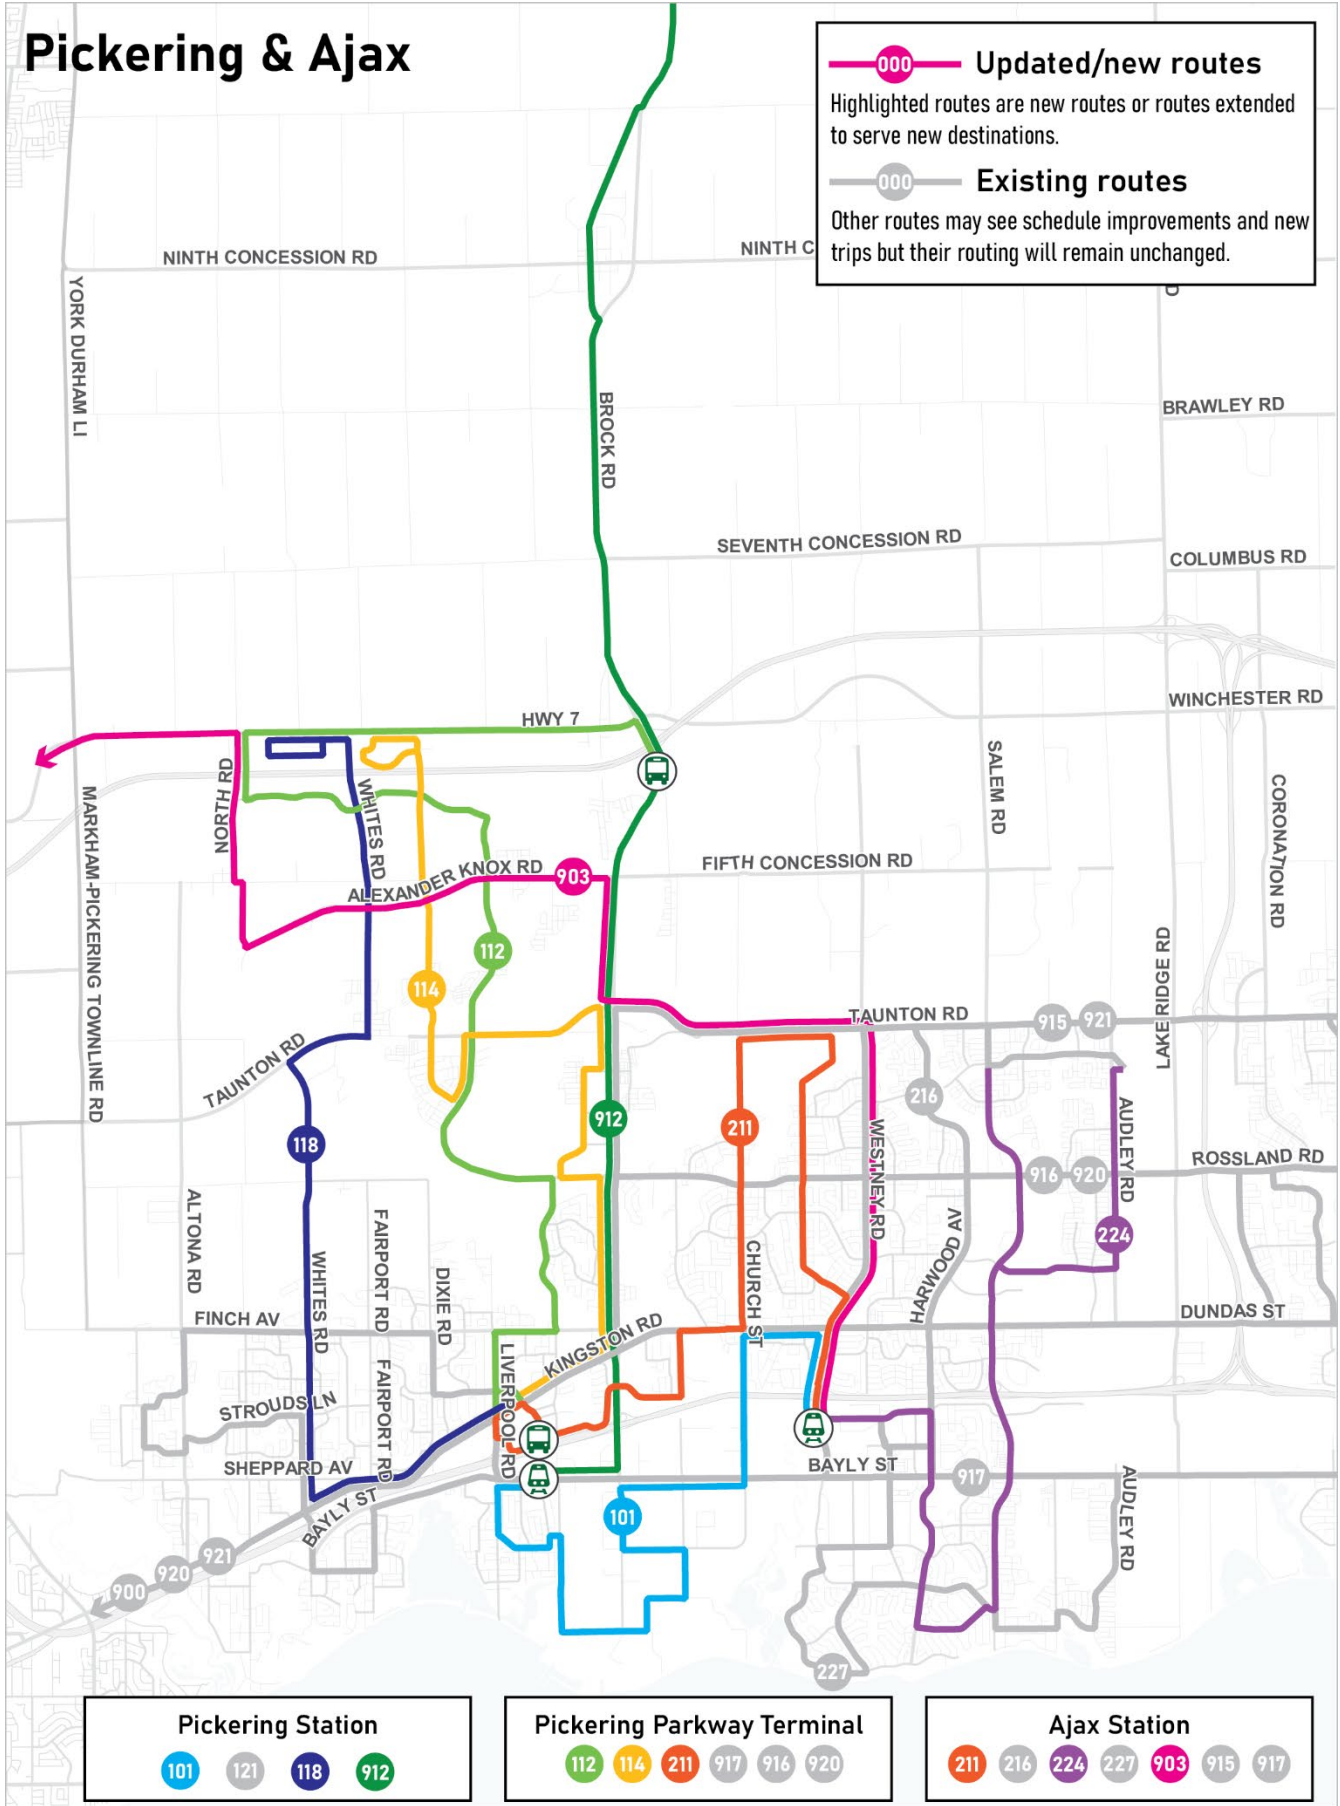 Pickering & Ajax
000 Updated/new routes
Highlighted routes are new routes or routes extended
to serve new destinations.
000 Existing routes
Other routes may see schedule improvements and new
trips but their routing will remain unchanged.
NINTH CONCESSION RD
NINTH C
D
YORK DURHAM LI
BROCK RD
BRAWLEY RD
SEVENTH CONCESSION RD
COLUMBUS RD
WINCHESTER RD
HWY 7
SALEM RD
NORTH RD
WHITES RD
CORONATION RD
MARKHAM-PICKERING TOWNLINE RD
FIFTH CONCESSION RD
ALEXANDER KNOX RD
903
112
114
LAKERIDGE RD
TAUNTON RD
915
921
TAUNTON RD
216
912
211
118
AUDLEY RD
WESTNEY RD
ROSSLAND RD
916
920
ALTONA RD
FAIRPORT RD
HARWOOD AV
224
WHITES RD
DIXIE RD
CHURCH ST
FINCH AV
DUNDAS ST
KINGSTON RD
LIVERPOOL RD
FAIRPORT RD
STROUDS LN
SHEPPARD AV
BAYLY ST
917
AUDLEY RD
BAYLY ST
101
921
920
900
227
Pickering Station
101 121 118 912
Pickering Parkway Terminal
112 114 211 917 916 920
Ajax Station
211 216 224 227 903 915 917